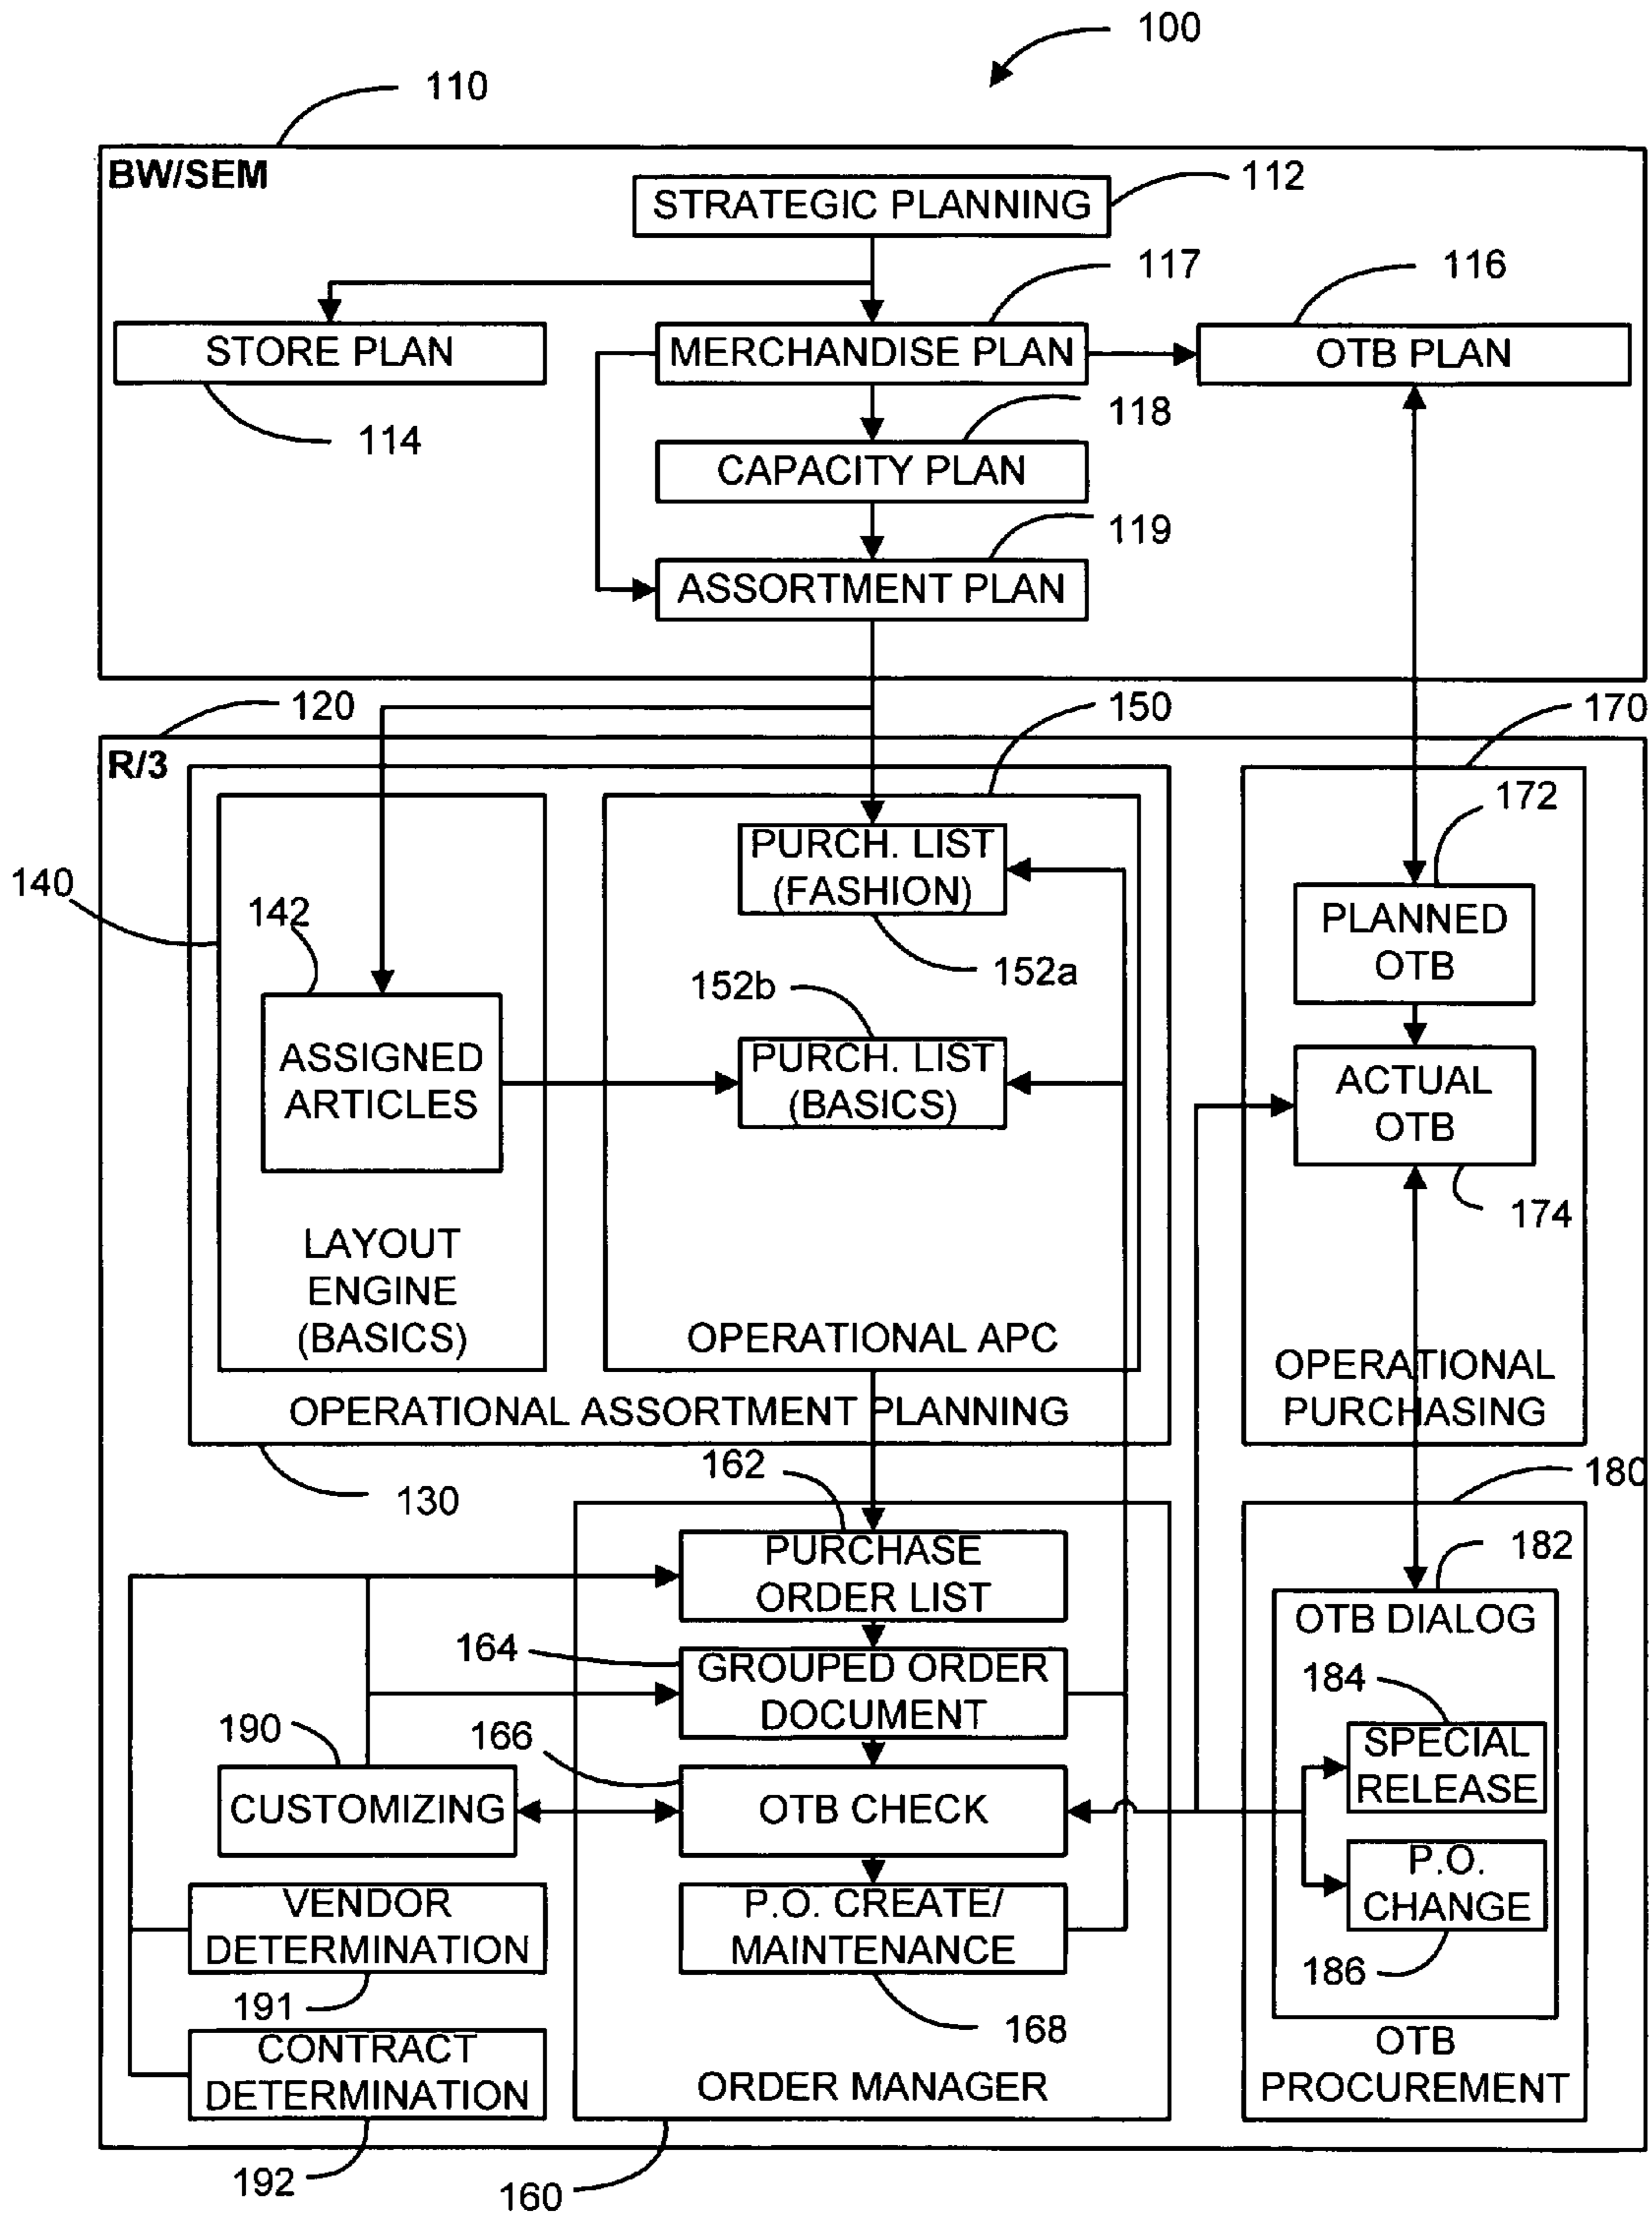 100
110
BW/SEM
STRATEGIC PLANNING
112
117
116
STORE PLAN
MERCHANDISE PLAN
OTB PLAN
114
118
CAPACITY PLAN
119
ASSORTMENT PLAN
120
150
170
R/3
172
PURCH. LIST
(FASHION)
140
142
152a
152b
PLANNED
OTB
ASSIGNED
ARTICLES
PURCH. LIST
(BASICS)
ACTUAL
OTB
174
LAYOUT
ENGINE
(BASICS)
OPERATIONAL APC
OPERATIONAL
PURCHASING
OPERATIONAL ASSORTMENT PLANNING
130
162
180
PURCHASE
ORDER LIST
182
OTB DIALOG
164
GROUPED ORDER
DOCUMENT
184
SPECIAL
RELEASE
190
166
CUSTOMIZING
OTB CHECK
P.O.
CHANGE
186
VENDOR
DETERMINATION
P.O. CREATE/
MAINTENANCE
191
168
CONTRACT
DETERMINATION
ORDER MANAGER
OTB
PROCUREMENT
192
160